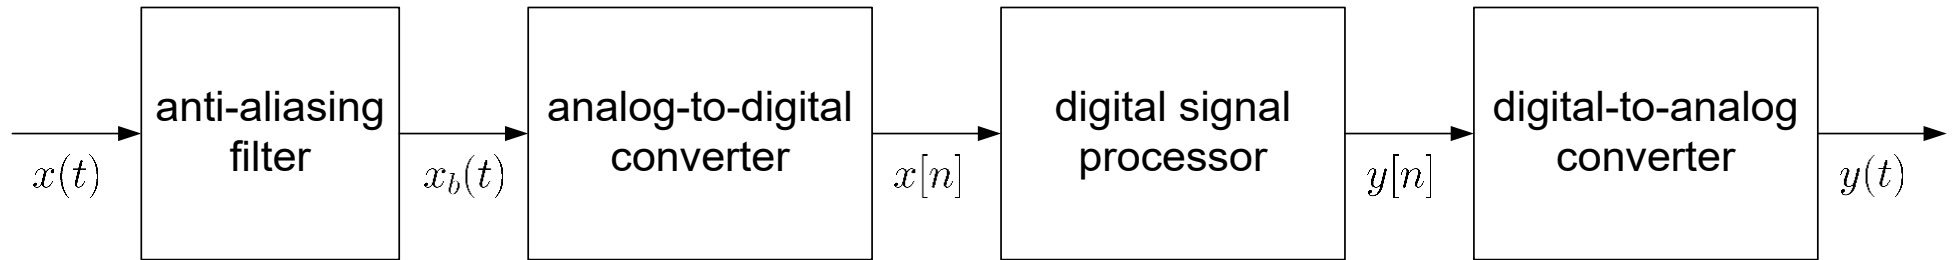 anti-aliasing
filter
analog-to-digital
converter
digital signal
processor
digital-to-analog
converter
x(t)
x_b(t)
x[n]
y[n]
y(t)